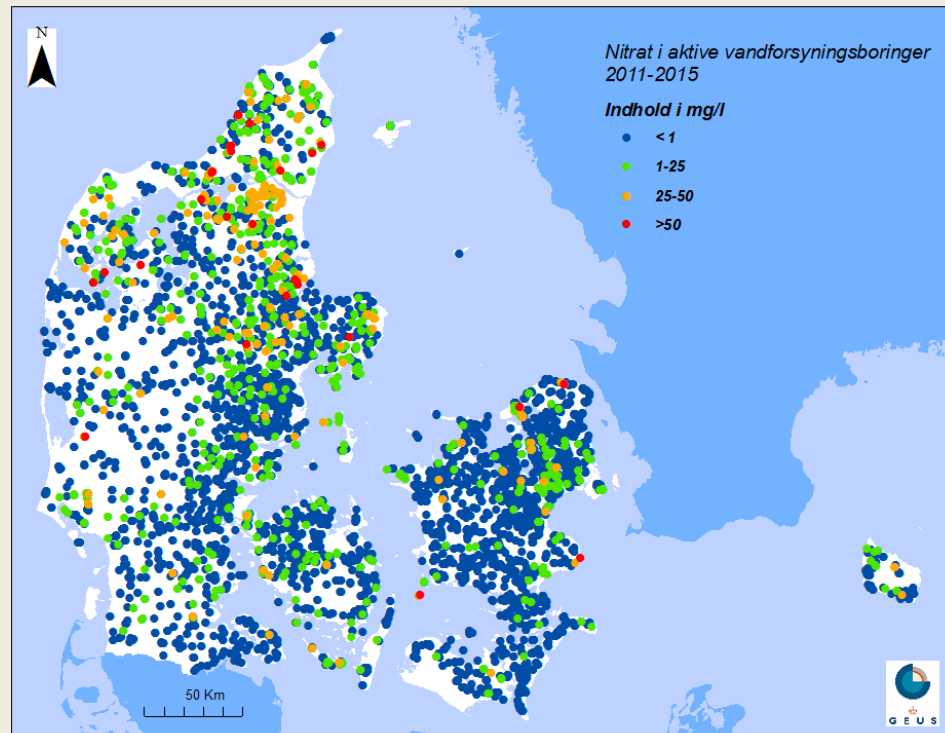 N
Nitrat i aktive vandforsyningsboringer
2011-2015
Indhold i mg/l
<1
1-25
25-50
>50
50 Km
GEUS